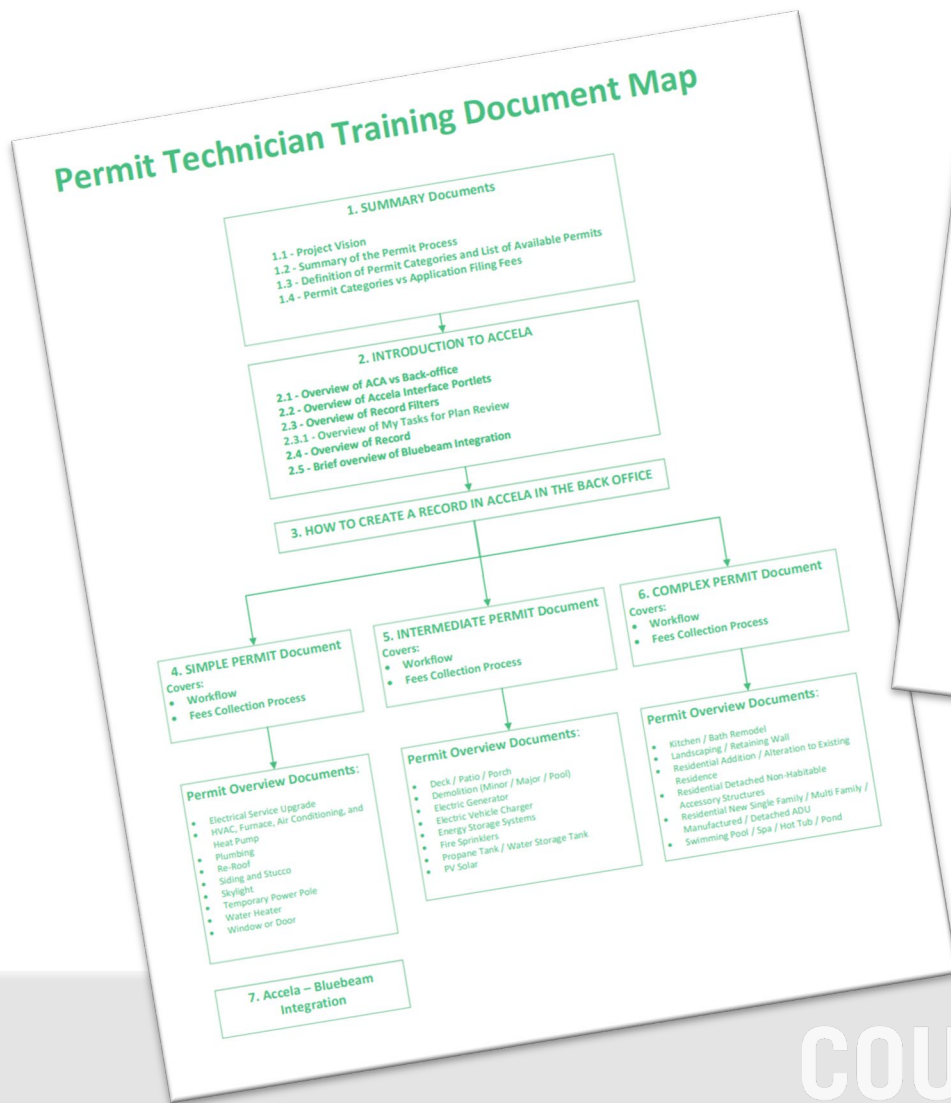 Permit Technician Training Document Map
1. SUMMARY Documents
1.1 - Project Vision
1.2 - Summary of the Permit Process
1.3 - Definition of Permit Categories and List of Available Permits
1.4 - Permit Categories vs Application Filing Fees
2. INTRODUCTION TO ACCELA
2.1 - Overview of ACA vs Back-office
2.2 - Overview of Accela Interface Portlets
2.3 - Overview of Record Filters
2.3.1 - Overview of My Tasks for Plan Review
2.4 - Overview of Record
2.5 - Brief overview of Bluebeam Integration
3. HOW TO CREATE A RECORD IN ACCELA IN THE BACK OFFICE
4. SIMPLE PERMIT Document
Covers:
• Workflow
• Fees Collection Process
5. INTERMEDIATE PERMIT Document
Covers:
• Workflow
• Fees Collection Process
6. COMPLEX PERMIT Document
Covers:
• Workflow
• Fees Collection Process
Permit Overview Documents:
• Electrical Service Upgrade
• HVAC, Furnace, Air Conditioning, and
Heat Pump
• Plumbing
• Re-Roof
• Siding and Stucco
• Skylight
• Temporary Power Pole
• Water Heater
• Window or Door
Permit Overview Documents:
• Deck / Patio / Porch
• Demolition (Minor / Major / Pool)
• Electric Generator
• Electric Vehicle Charger
• Energy Storage Systems
• Fire Sprinklers
• Propane Tank / Water Storage Tank
• PV Solar
Permit Overview Documents:
• Kitchen / Bath Remodel
• Landscaping / Retaining Wall
• Residential Addition / Alteration to Existing
Residence
• Residential Detached Non-Habitable
Accessory Structures
• Residential New Single Family / Multi Family /
Manufactured / Detached ADU
• Swimming Pool / Spa / Hot Tub / Pond
7. Accela – Bluebeam
Integration
COU